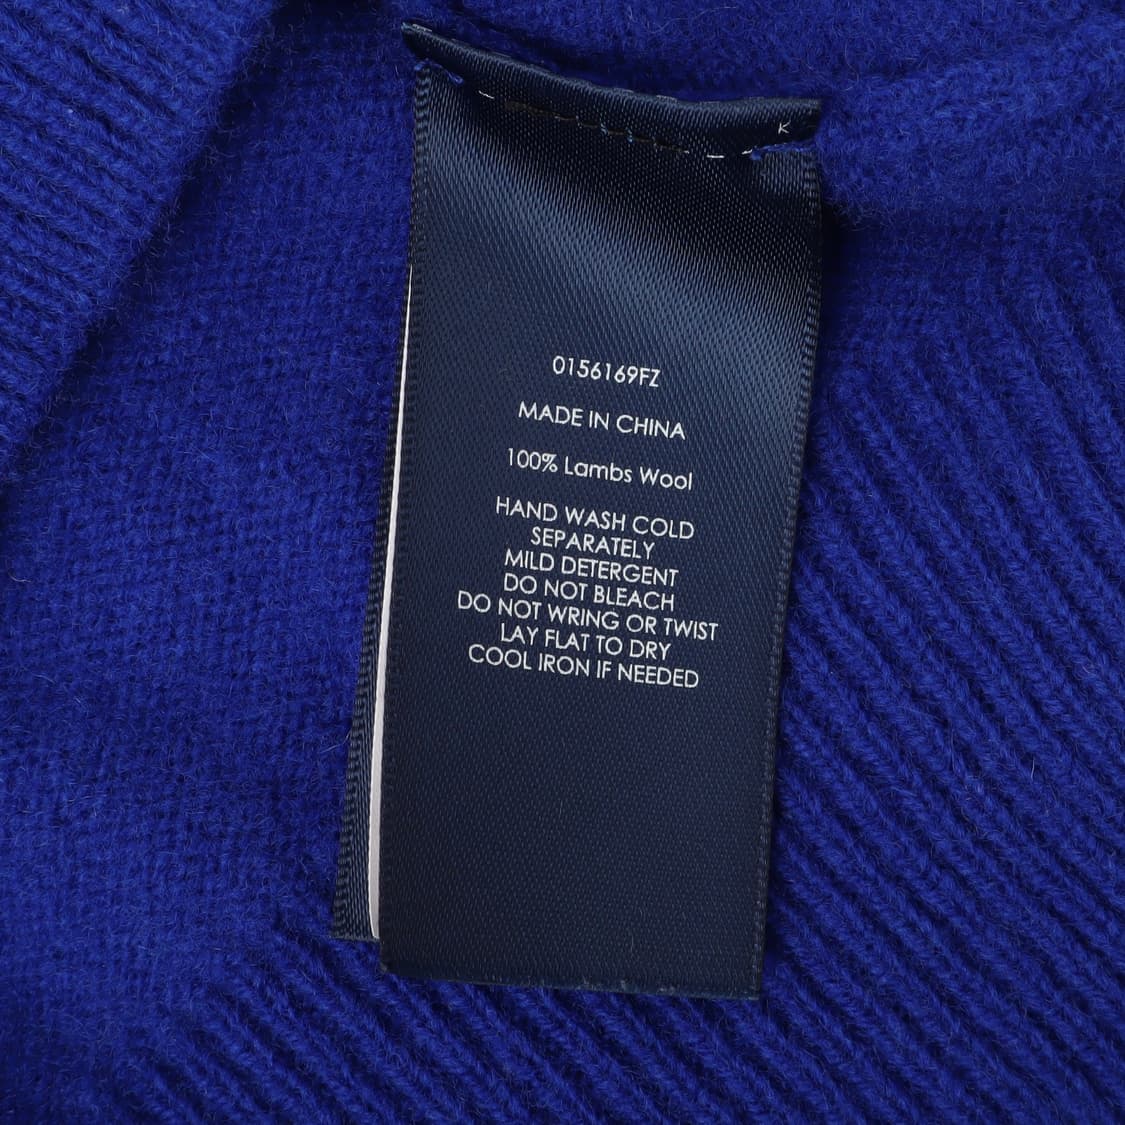 K
0156169FZ
MADE IN CHINA
100% Lambs Wool
HAND WASH COLD
SEPARATELY
MILD DETERGENT
DO NOT BLEACH
DO NOT WRING OR TWIST
LAY FLAT TO DRY
COOL IRON IF NEEDED